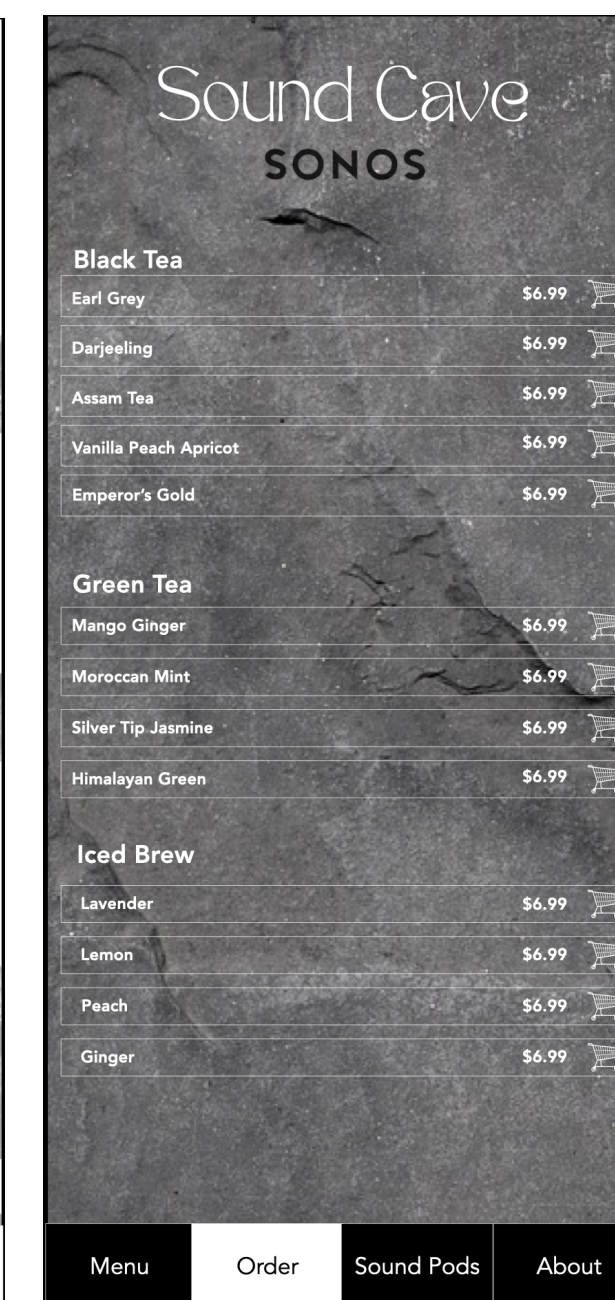 Sound Cave
SONOS
Black Tea
Earl Grey $6.99
Darjeeling $6.99
Assam Tea $6.99
Vanilla Peach Apricot $6.99
Emperor's Gold $6.99
Green Tea
Mango Ginger $6.99
Moroccan Mint $6.99
Silver Tip Jasmine $6.99
Himalayan Green $6.99
Iced Brew
Lavender $6.99
Lemon $6.99
Peach $6.99
Ginger $6.99
Menu Order Sound Pods About